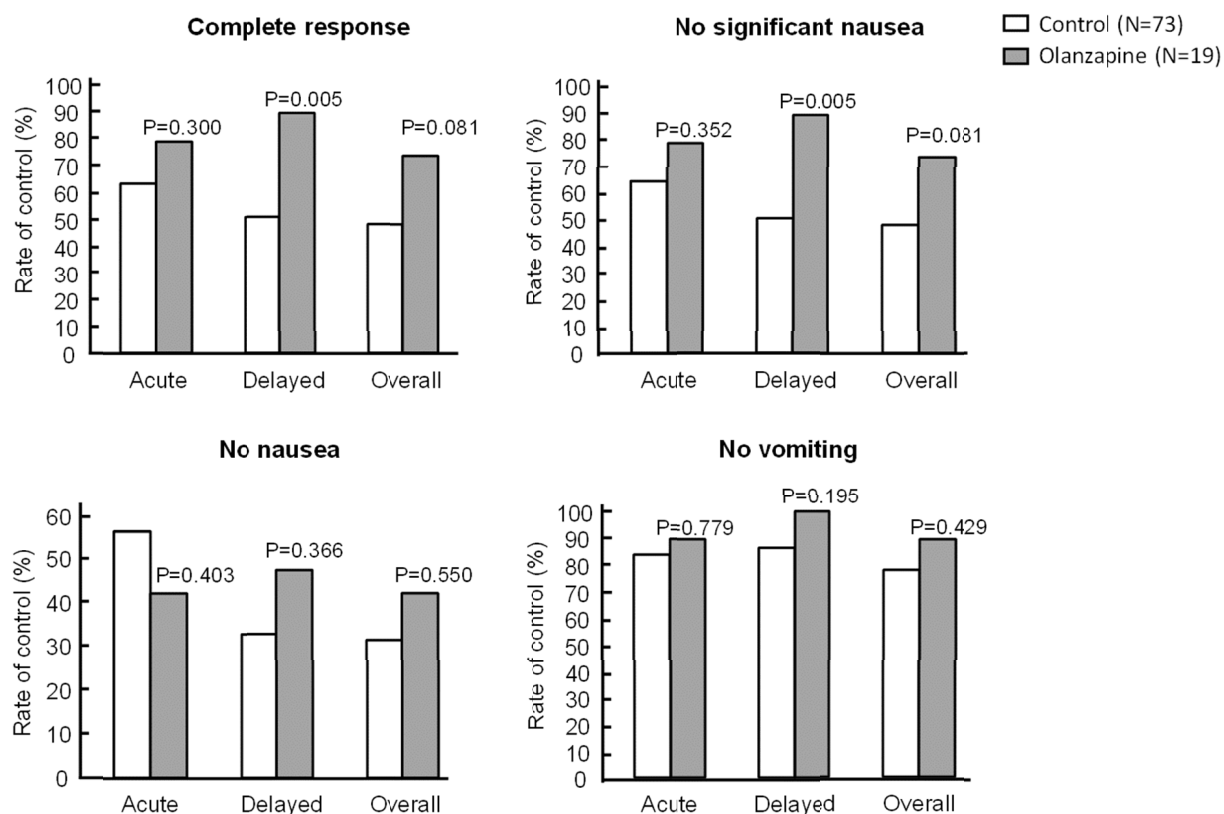 Complete response
No significant nausea
Control (N=73)
Olanzapine (N=19)
Rate of control (%)
100
90
80
70
60
50
40
30
20
10
0
P=0.300
P=0.005
P=0.081
Acute
Delayed
Overall
Rate of control (%)
100
90
80
70
60
50
40
30
20
10
0
P=0.352
P=0.005
P=0.081
Acute
Delayed
Overall
No nausea
Rate of control (%)
60
50
40
30
20
10
0
P=0.403
P=0.366
P=0.550
Acute
Delayed
Overall
No vomiting
Rate of control (%)
100
90
80
70
60
50
40
30
20
10
0
P=0.779
P=0.195
P=0.429
Acute
Delayed
Overall